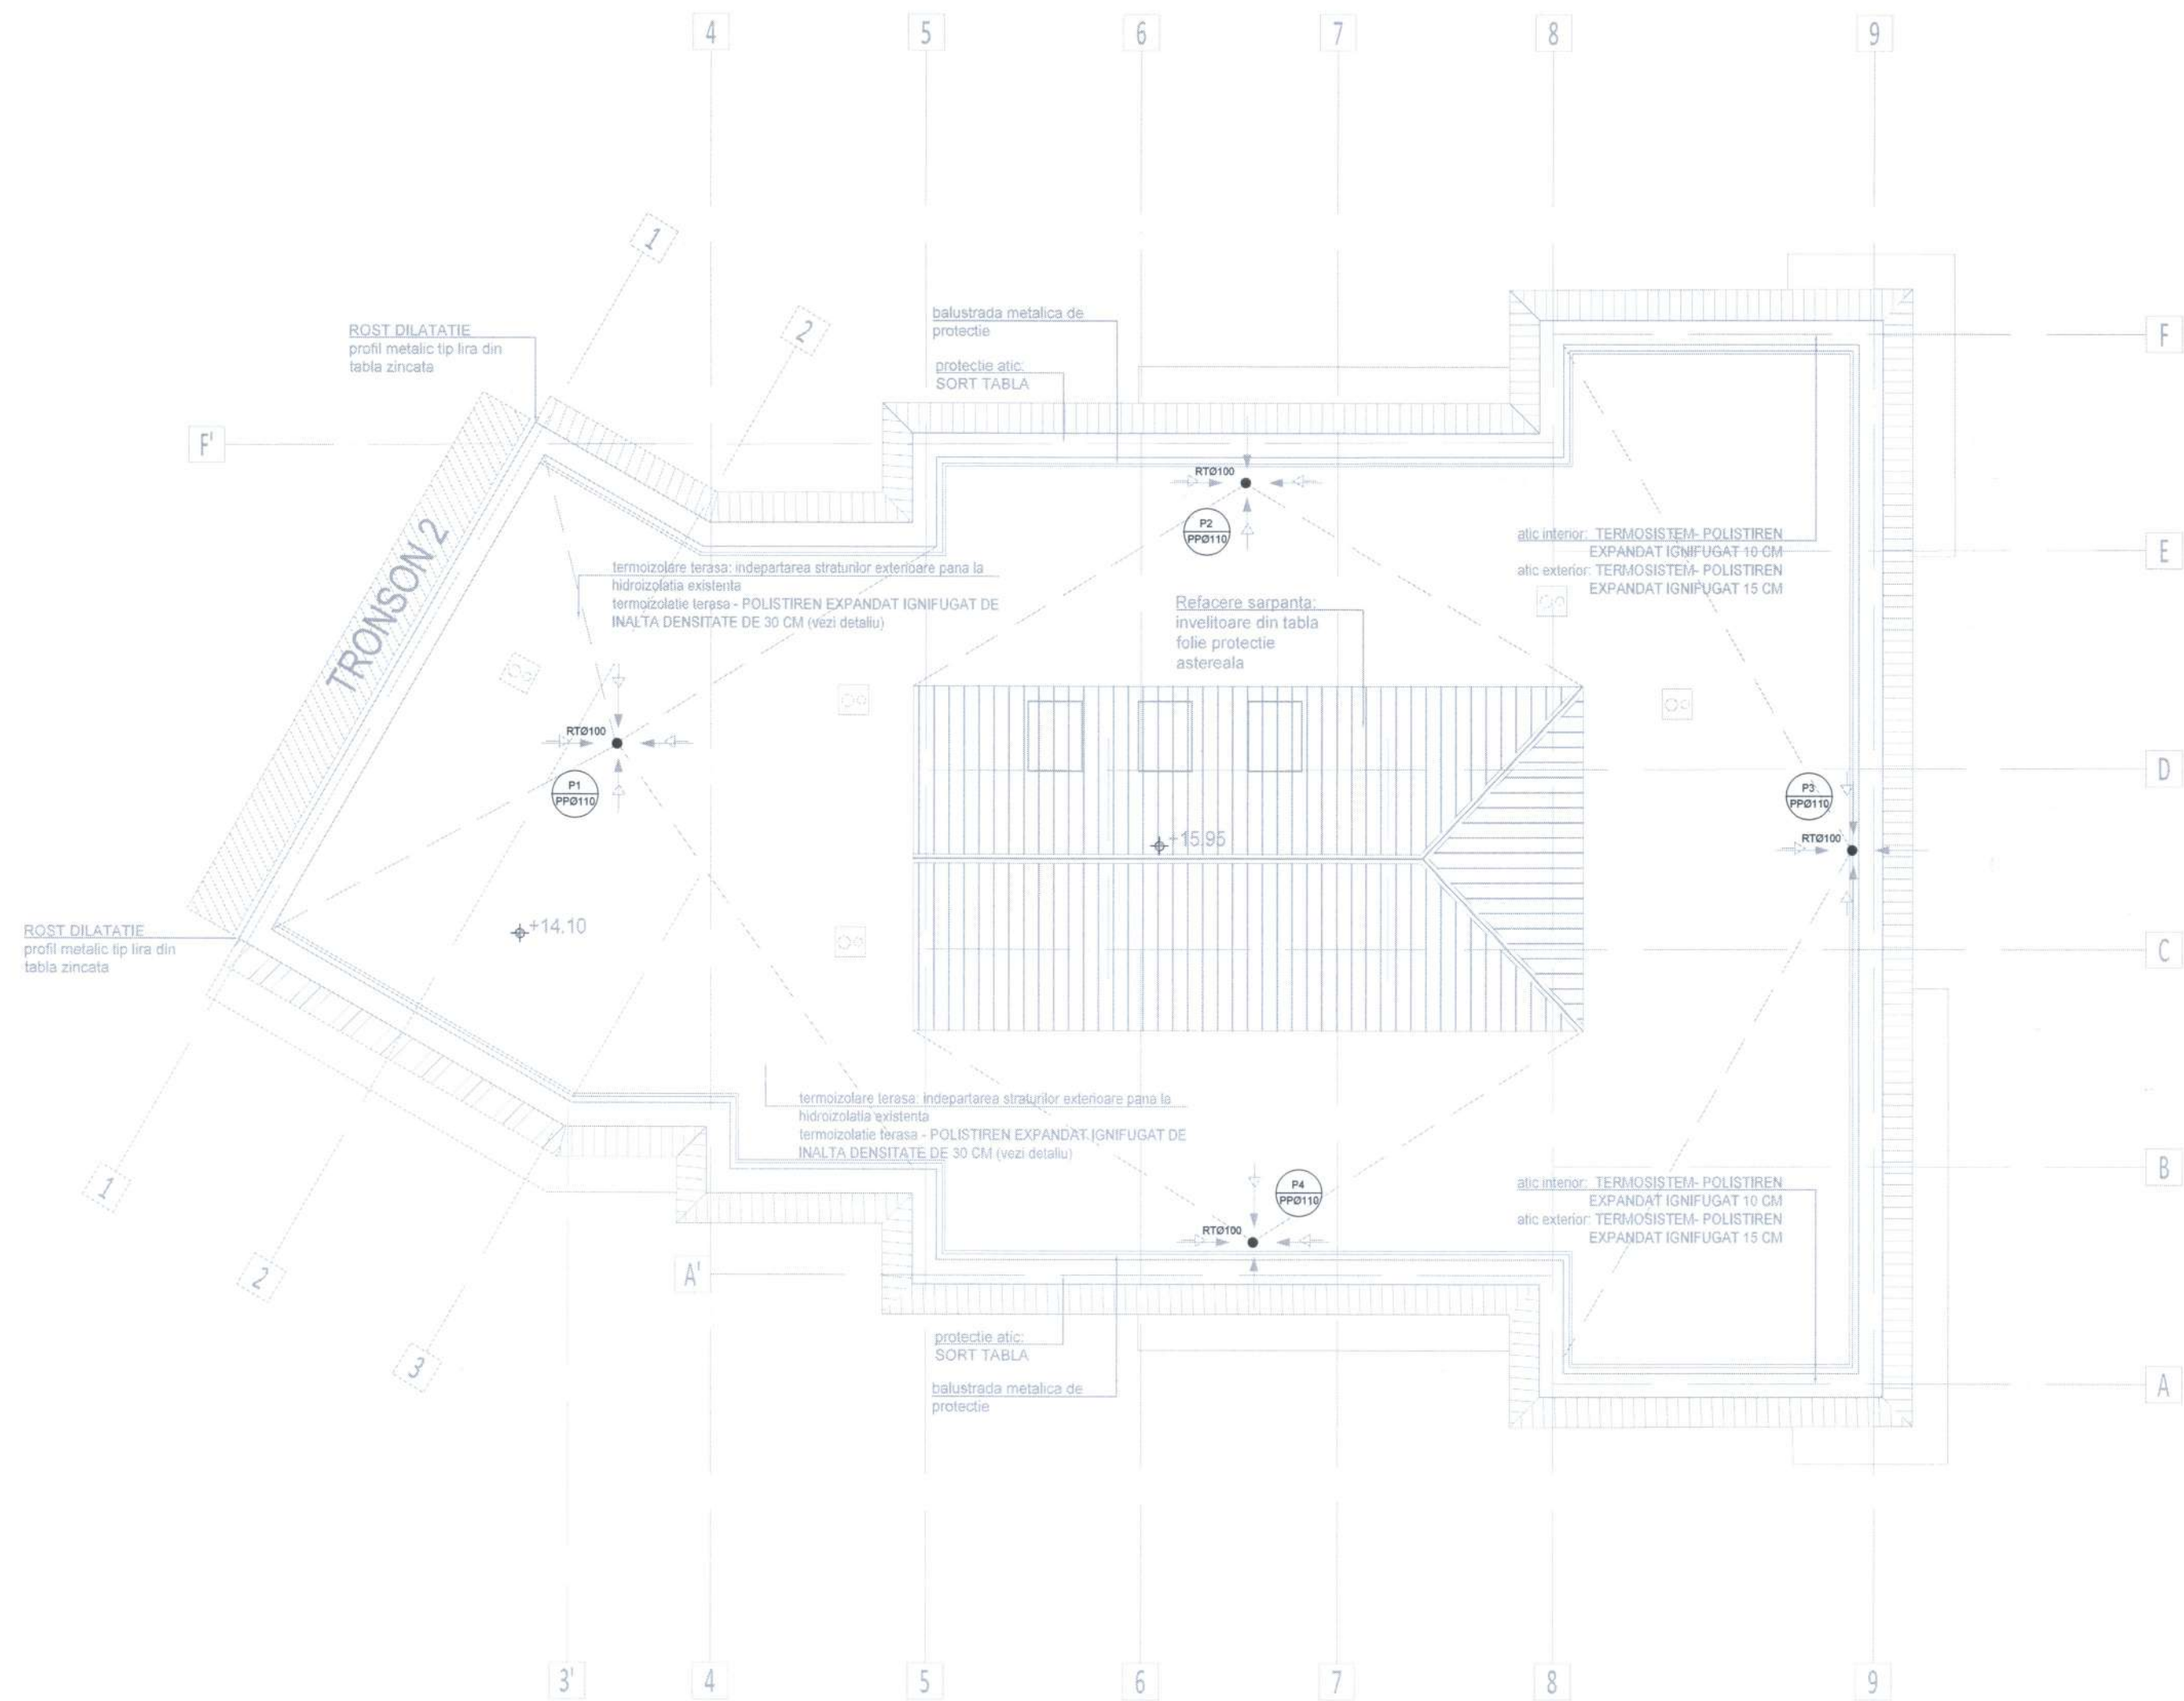 4
5
6
7
8
9
1
2
ROST DILATATIE
profil metalic tip lira din
tabla zincata
balustrada metalica de
protectie
protectie atic:
SORT TABLA
F
F'
TRONSON 2
RTØ100
P2
PPØ110
atic interior: TERMOSISTEM- POLISTIREN
EXPANDAT IGNIFUGAT 10 CM
atic exterior: TERMOSISTEM- POLISTIREN
EXPANDAT IGNIFUGAT 15 CM
E
termoizolare terasa: indepartarea straturilor exterioare pana la
hidroizolatia existenta
termoizolatie terasa - POLISTIREN EXPANDAT IGNIFUGAT DE
INALTA DENSITATE DE 30 CM (vezi detaliu)
Refacere sarpanta:
invelitoare din tabla
folie protectie
astereala
RTØ100
P1
PPØ110
D
P3
PPØ110
RTØ100
+15.95
+14.10
ROST DILATATIE
profil metalic tip lira din
tabla zincata
C
termoizolare terasa: indepartarea straturilor exterioare pana la
hidroizolatia existenta
termoizolatie terasa - POLISTIREN EXPANDAT IGNIFUGAT DE
INALTA DENSITATE DE 30 CM (vezi detaliu)
B
1
2
3
P4
PPØ110
RTØ100
atic interior: TERMOSISTEM- POLISTIREN
EXPANDAT IGNIFUGAT 10 CM
atic exterior: TERMOSISTEM- POLISTIREN
EXPANDAT IGNIFUGAT 15 CM
A'
protectie atic:
SORT TABLA
balustrada metalica de
protectie
A
3'
4
5
6
7
8
9